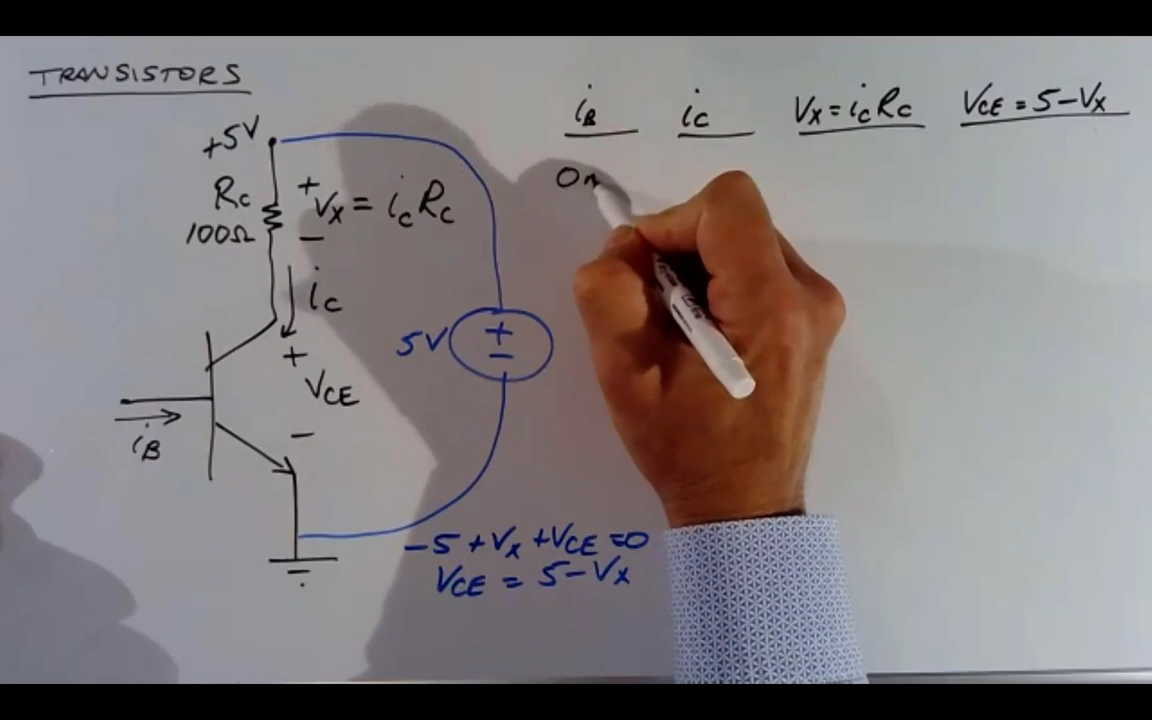 TRANSISTORS
iB iC Vx = icRc VCE = 5-Vx
+5V
0m
Rc
100Ω
+
Vx = icRc
-
ic
5V
+
-
+
VCE
-
iB
-5 + Vx + VCE = 0
VCE = 5-Vx